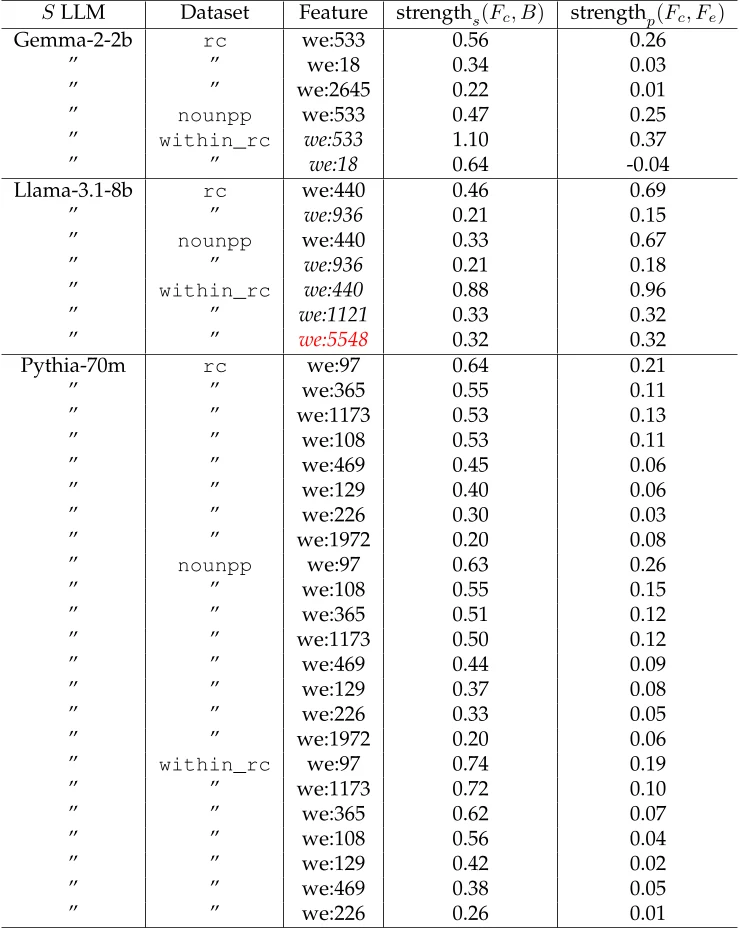 S LLM Dataset Feature strengthₛ(F_c, B) strengthₚ(F_c, F_e)
Gemma-2-2b rc we:533 0.56 0.26
″ ″ we:18 0.34 0.03
″ ″ we:2645 0.22 0.01
″ nounpp we:533 0.47 0.25
″ within_rc we:533 1.10 0.37
″ ″ we:18 0.64 -0.04
Llama-3.1-8b rc we:440 0.46 0.69
″ ″ we:936 0.21 0.15
″ nounpp we:440 0.33 0.67
″ ″ we:936 0.21 0.18
″ within_rc we:440 0.88 0.96
″ ″ we:1121 0.33 0.32
″ ″ we:5548 0.32 0.32
Pythia-70m rc we:97 0.64 0.21
″ ″ we:365 0.55 0.11
″ ″ we:1173 0.53 0.13
″ ″ we:108 0.53 0.11
″ ″ we:469 0.45 0.06
″ ″ we:129 0.40 0.06
″ ″ we:226 0.30 0.03
″ ″ we:1972 0.20 0.08
″ nounpp we:97 0.63 0.26
″ ″ we:108 0.55 0.15
″ ″ we:365 0.51 0.12
″ ″ we:1173 0.50 0.12
″ ″ we:469 0.44 0.09
″ ″ we:129 0.37 0.08
″ ″ we:226 0.33 0.05
″ ″ we:1972 0.20 0.06
″ within_rc we:97 0.74 0.19
″ ″ we:1173 0.72 0.10
″ ″ we:365 0.62 0.07
″ ″ we:108 0.56 0.04
″ ″ we:129 0.42 0.02
″ ″ we:469 0.38 0.05
″ ″ we:226 0.26 0.01